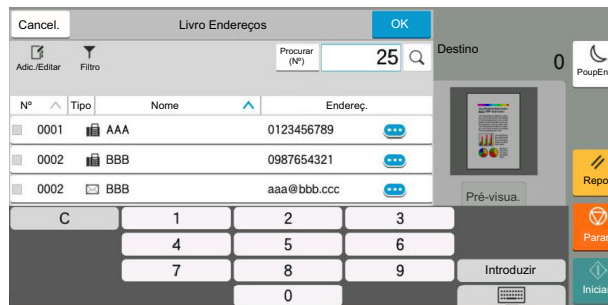 Cancel.
Livro Endereços
OK
Adic./Editar
Filtro
Procurar
(Nº)
25
Destino
0
PoupEn
Nº Tipo Nome Endereç.
0001 AAA 0123456789
0002 BBB 0987654321
0002 BBB aaa@bbb.ccc
Pré-visua.
Repo
Parar
Iniciar
C 1 2 3
4 5 6
7 8 9 Introduzir
0